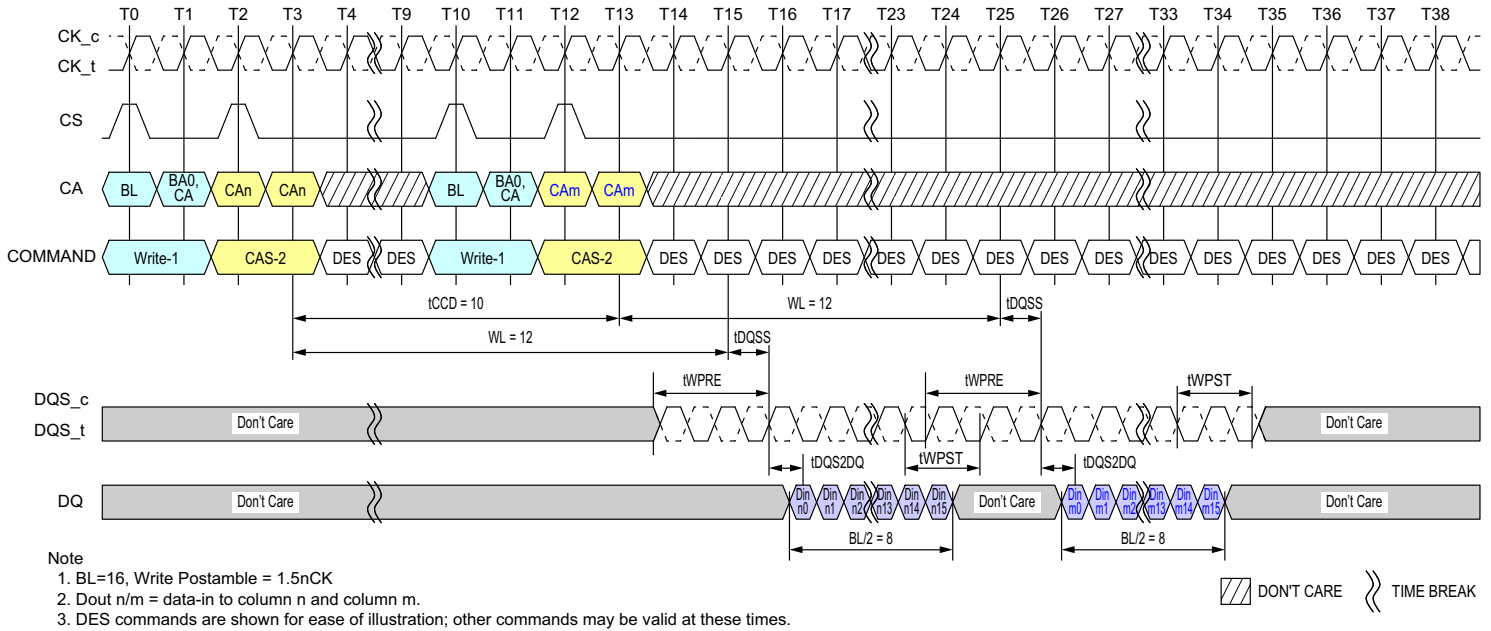 T0 T1 T2 T3 T4 T9 T10 T11 T12 T13 T14 T15 T16 T17 T23 T24 T25 T26 T27 T33 T34 T35 T36 T37 T38
CK_c
CK_t
CS
CA BL BA0, CA CAn CAn BL BA0, CA CAm CAm
COMMAND Write-1 CAS-2 DES DES Write-1 CAS-2 DES DES DES DES DES DES DES DES DES DES DES DES DES DES DES
tCCD = 10 WL = 12 tDQSS
WL = 12 tDQSS
tWPRE tWPRE tWPST
DQS_c
DQS_t Don't Care Don't Care
tDQS2DQ tWPST tDQS2DQ
DQ Don't Care Din n0 Din n1 Din n2 Din n13 Din n14 Din n15 Don't Care Din m0 Din m1 Din m2 Din m13 Din m14 Din m15 Don't Care
BL/2 = 8 BL/2 = 8
Note
1. BL=16, Write Postamble = 1.5nCK
2. Dout n/m = data-in to column n and column m.
3. DES commands are shown for ease of illustration; other commands may be valid at these times.
DON'T CARE TIME BREAK